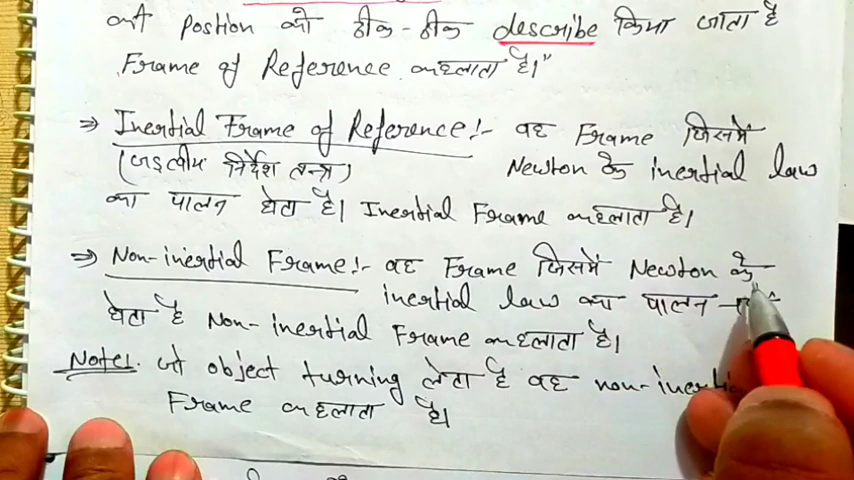 की Postion को ठीक-ठीक describe किया जाता है
Frame of Reference कहलाता है।"
⇒ Inertial Frame of Reference:- वह Frame जिसमें
(जड़त्वीय निर्देश तन्त्र) Newton के inertial law
का पालन होता है। Inertial Frame कहलाता है।
⇒ Non-inertial Frame:- वह Frame जिसमें Newton के
inertial law का पालन
होता है Non-inertial Frame कहलाता है।
Note:- जो object turning लेता है वह non-inerti
Frame कहलाता है।